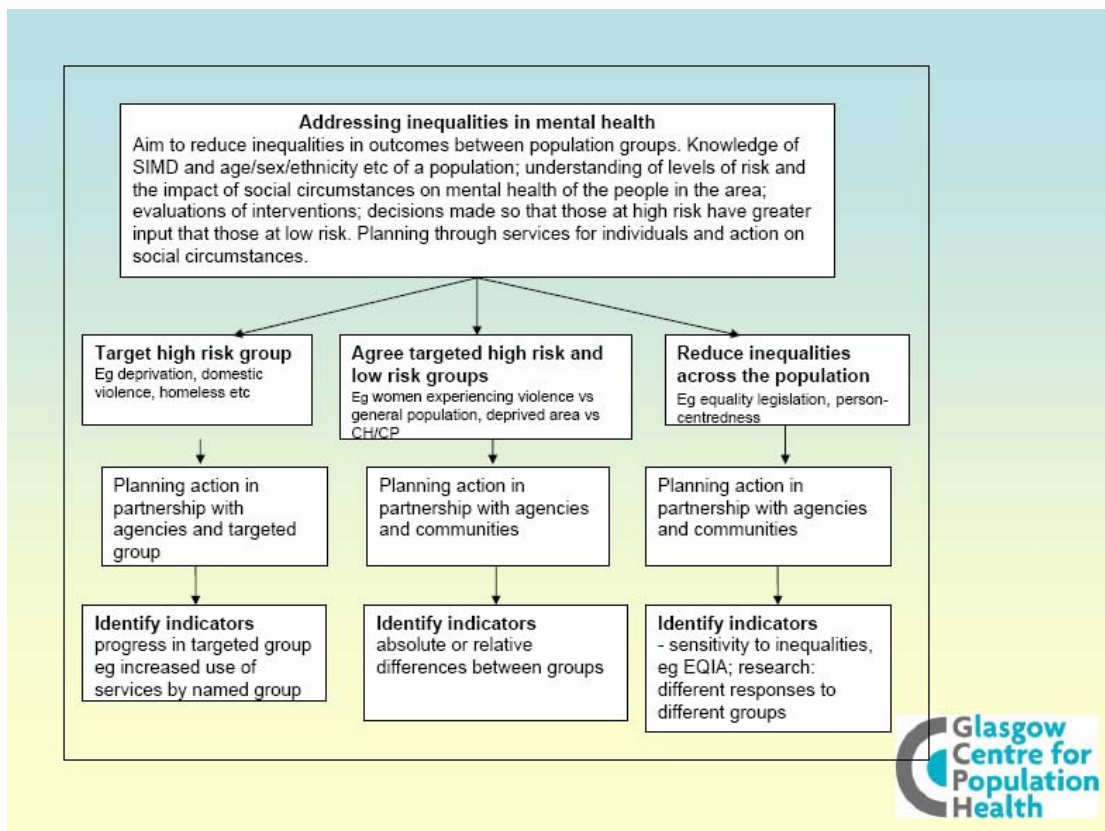 Addressing inequalities in mental health
Aim to reduce inequalities in outcomes between population groups. Knowledge of
SIMD and age/sex/ethnicity etc of a population; understanding of levels of risk and
the impact of social circumstances on mental health of the people in the area;
evaluations of interventions; decisions made so that those at high risk have greater
input that those at low risk. Planning through services for individuals and action on
social circumstances.
Target high risk group
Eg deprivation, domestic
violence, homeless etc
Agree targeted high risk and
low risk groups
Eg women experiencing violence vs
general population, deprived area vs
CH/CP
Reduce inequalities
across the population
Eg equality legislation, person-
centredness
Planning action in
partnership with
agencies and targeted
group
Planning action in
partnership with agencies
and communities
Planning action in
partnership with agencies
and communities
Identify indicators
progress in targeted group
eg increased use of
services by named group
Identify indicators
absolute or relative
differences between groups
Identify indicators
- sensitivity to inequalities,
eg EQIA; research:
different responses to
different groups
Glasgow
Centre for
Population
Health